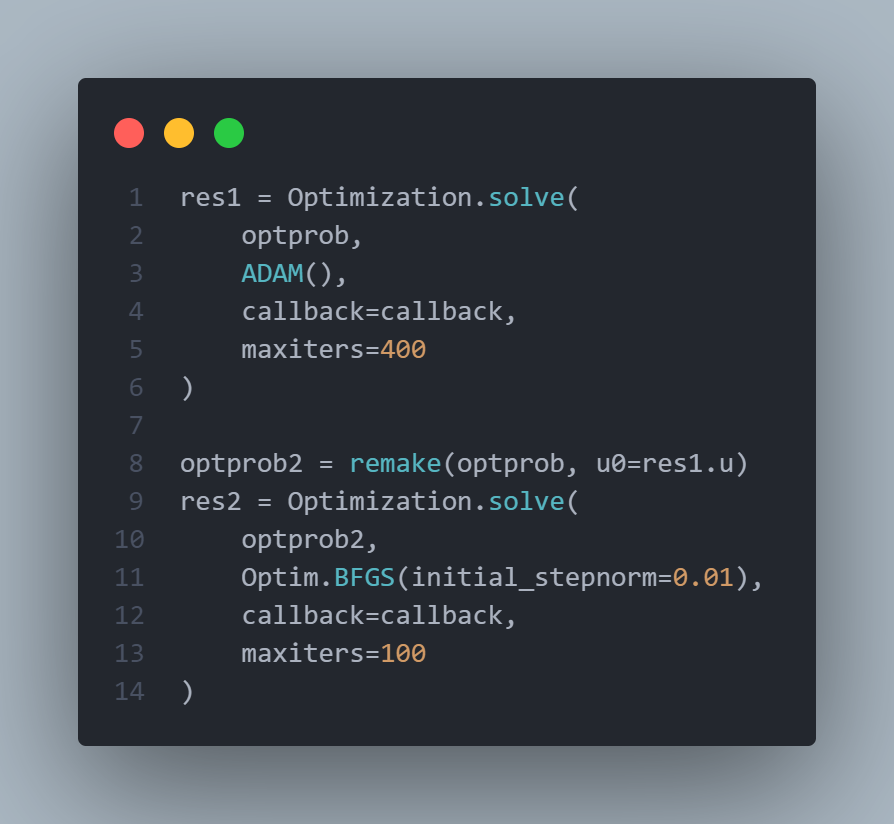 1 res1 = Optimization.solve(
2     optprob,
3     ADAM(),
4     callback=callback,
5     maxiters=400
6 )
7
8 optprob2 = remake(optprob, u0=res1.u)
9 res2 = Optimization.solve(
10     optprob2,
11     Optim.BFGS(initial_stepnorm=0.01),
12     callback=callback,
13     maxiters=100
14 )